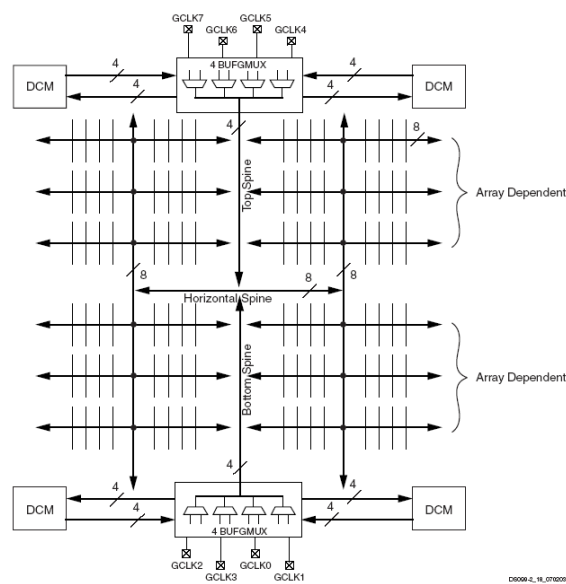 GCLK7 GCLK5
GCLK6 GCLK4
4 BUFGMUX
4 4
DCM DCM
4 4
4 8
Top Spine
Array Dependent
8 8 8
Horizontal Spine
Bottom Spine
Array Dependent
4
4 4
DCM DCM
4 4
4 BUFGMUX
GCLK2 GCLK0
GCLK3 GCLK1
DS099-2_18_070203